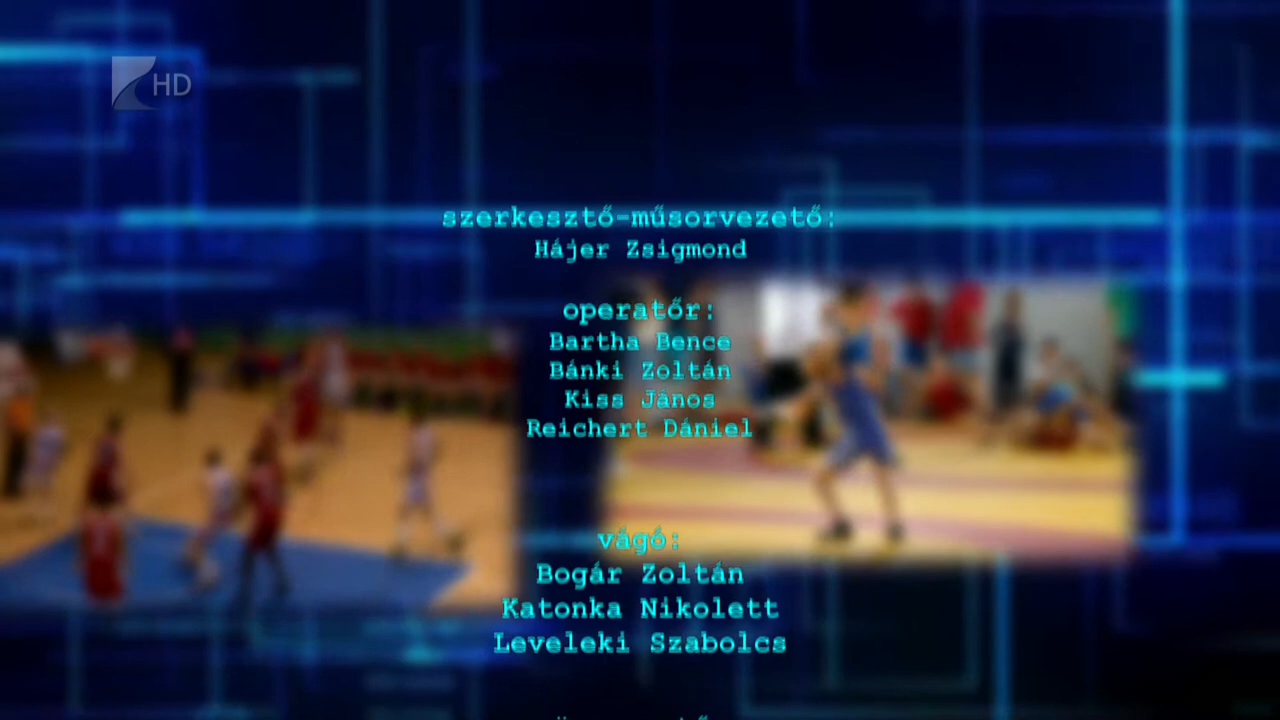 HD
szerkesztő-műsorvezető:
Hájer Zsigmond
operatőr:
Bartha Bence
Bánki Zoltán
Kiss János
Reichert Dániel
vágó:
Bogár Zoltán
Katonka Nikolett
Leveleki Szabolcs